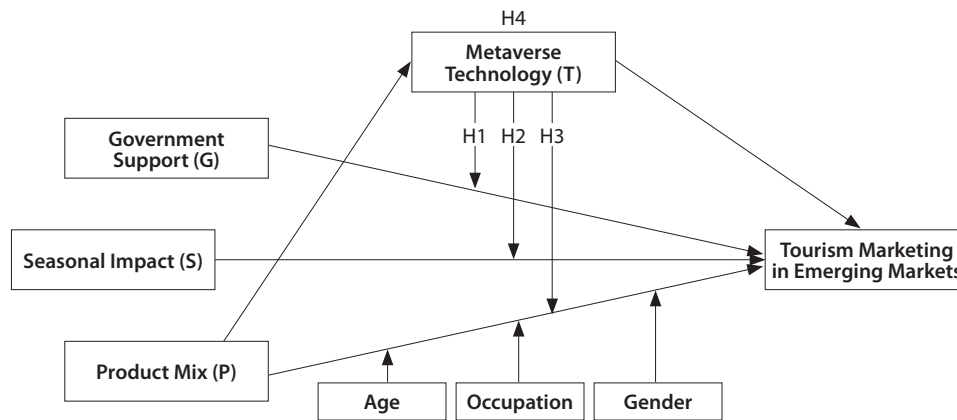 H4
Metaverse
Technology (T)
H1
H2
H3
Government
Support (G)
Seasonal Impact (S)
Tourism Marketing
in Emerging Markets
Product Mix (P)
Age
Occupation
Gender